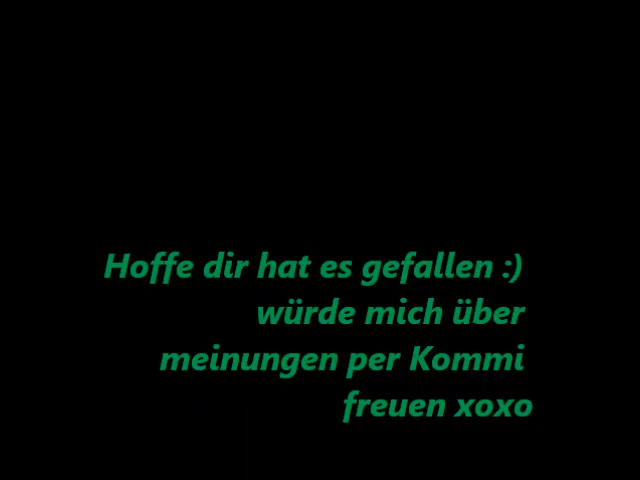 Hoffe dir hat es gefallen :)
würde mich über
meinungen per Kommi
freuen xoxo